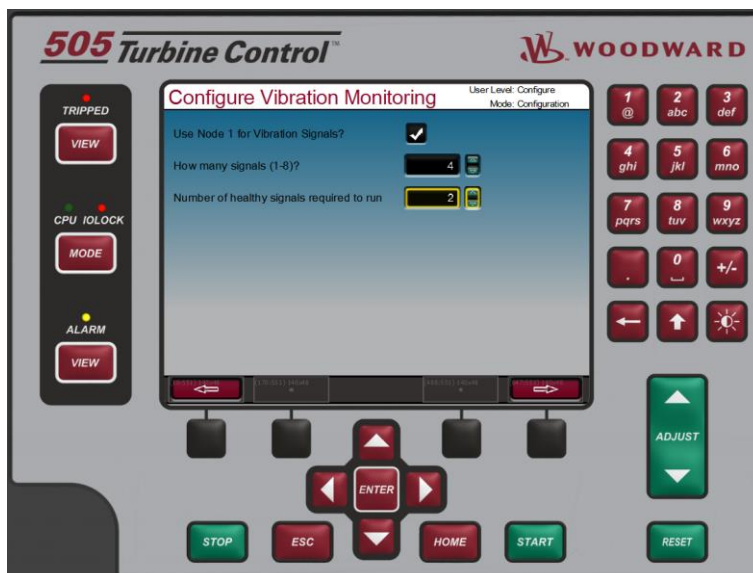 505 Turbine Control™
WOODWARD
TRIPPED
VIEW
CPU IOLOCK
MODE
ALARM
VIEW
Configure Vibration Monitoring
User Level: Configure
Mode: Configuration
Use Node 1 for Vibration Signals?
How many signals (1-8)? 4
Number of healthy signals required to run 2
1 @
2 abc
3 def
4 ghi
5 jkl
6 mno
7 pqrs
8 tuv
9 wxyz
.
0
+/-
ADJUST
ENTER
STOP
ESC
HOME
START
RESET